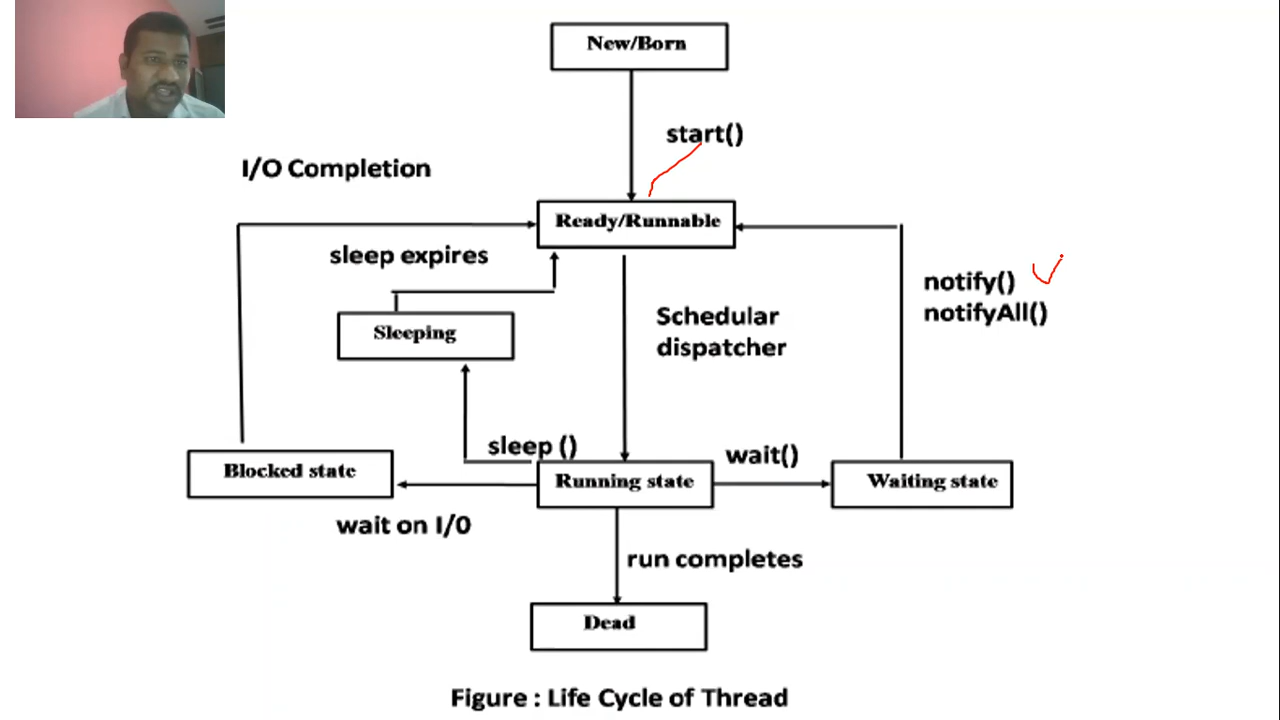 New/Born
start()
I/O Completion
Ready/Runnable
sleep expires
notify()
notifyAll()
Schedular
dispatcher
Sleeping
sleep ()
wait()
Blocked state
Running state
Waiting state
wait on I/0
run completes
Dead
Figure : Life Cycle of Thread